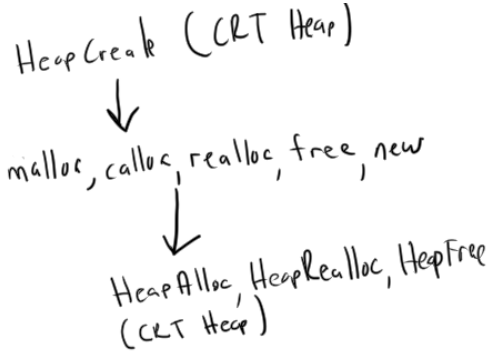 HeapCreate (CRT Heap)
malloc, calloc, realloc, free, new
HeapAlloc, HeapRealloc, HeapFree
(CRT Heap)